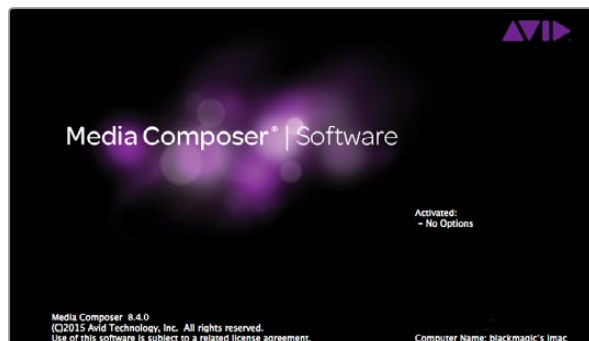 AVID
Media Composer® | Software
Activated:
- No Options
Media Composer 8.4.0
(C)2015 Avid Technology, Inc. All rights reserved.
Use of this software is subject to a related license agreement.
Computer Name: blackmagic's imac